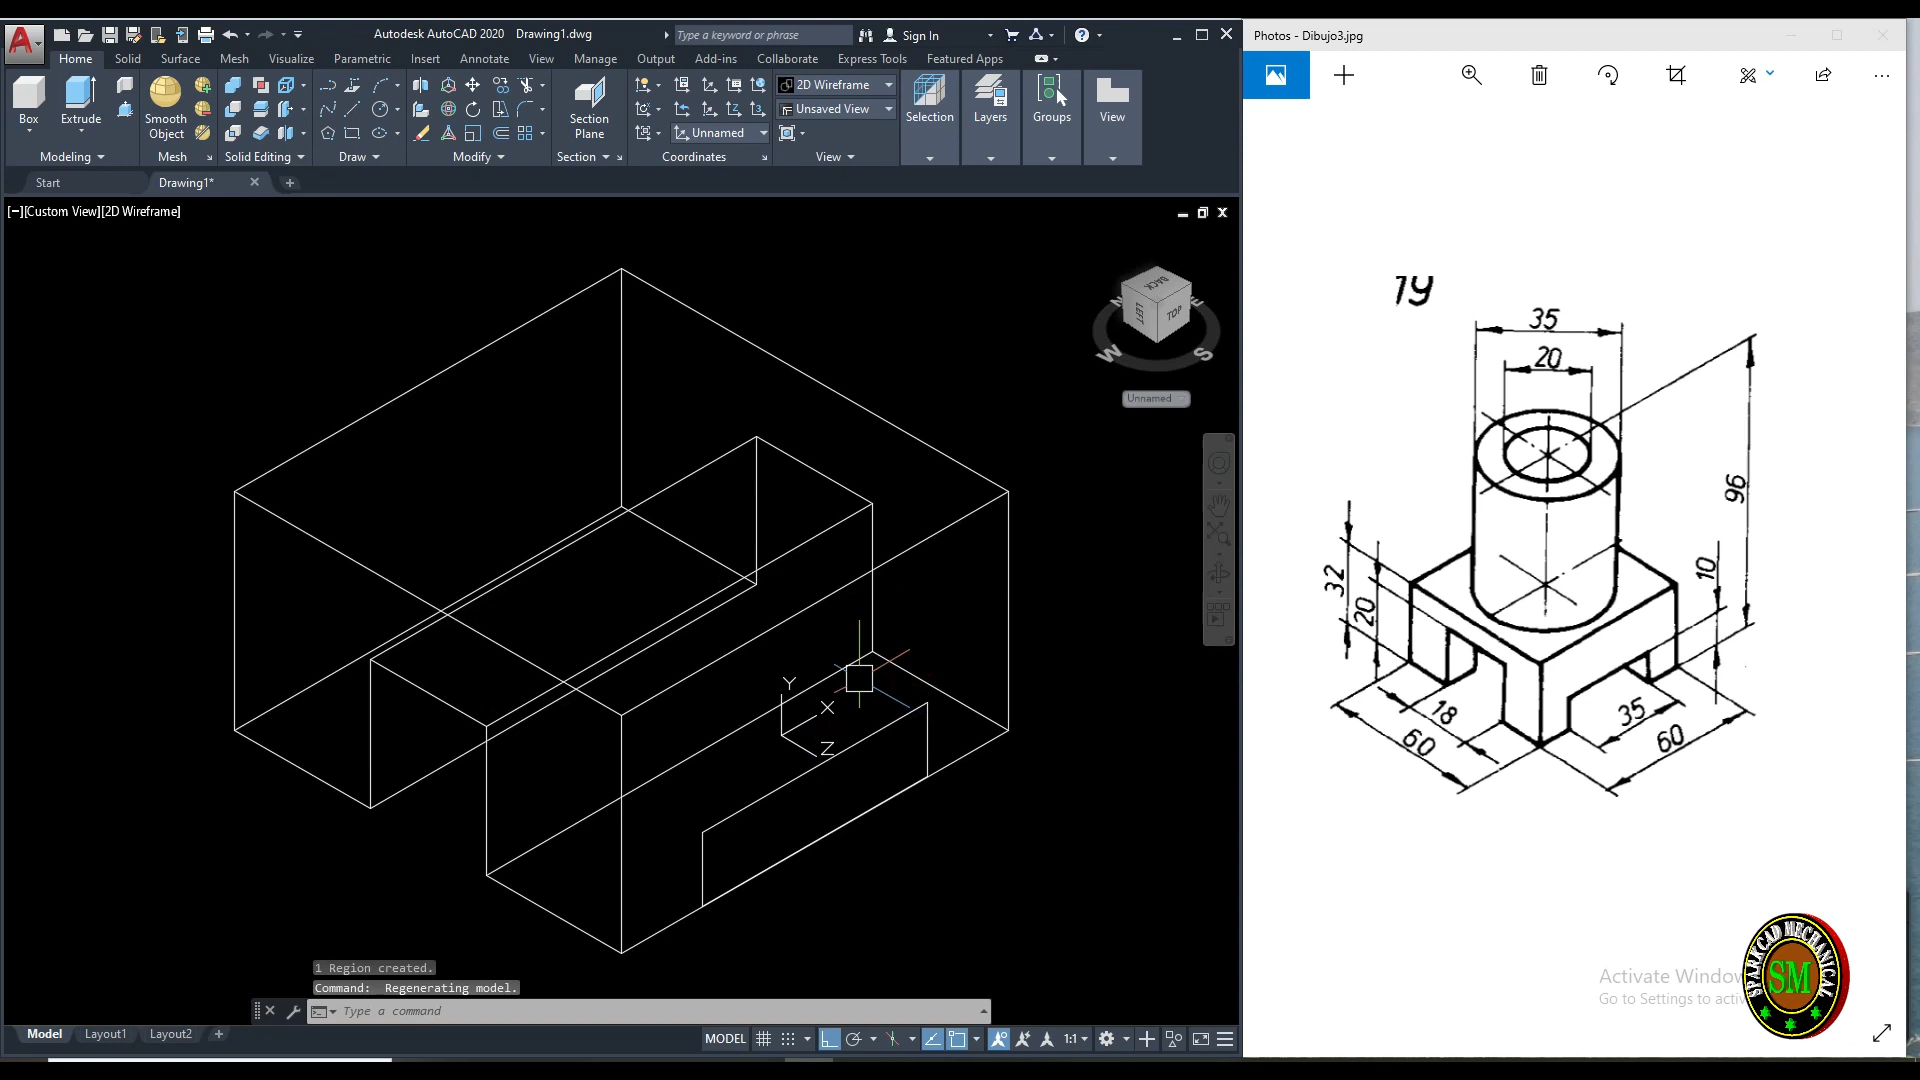 Autodesk AutoCAD 2020 Drawing1.dwg
Type a keyword or phrase
Sign In
Photos - Dibujo3.jpg
Home Solid Surface Mesh Visualize Parametric Insert Annotate View Manage Output Add-ins Collaborate Express Tools Featured Apps
Box
Extrude
Smooth Object
Section Plane
2D Wireframe
Unsaved View
Unnamed
Selection
Layers
Groups
View
Modeling
Mesh
Solid Editing
Draw
Modify
Section
Coordinates
View
Start
Drawing1*
[−][Custom View][2D Wireframe]
BACK
LEFT
TOP
N
E
W
S
Unnamed
Y
X
Z
19
35
20
96
32
20
10
18
60
35
60
1 Region created.
Command: Regenerating model.
Type a command
Model Layout1 Layout2
MODEL
1:1
Activate Window
Go to Settings to activ
SPARKCAD MECHANICAL
SM